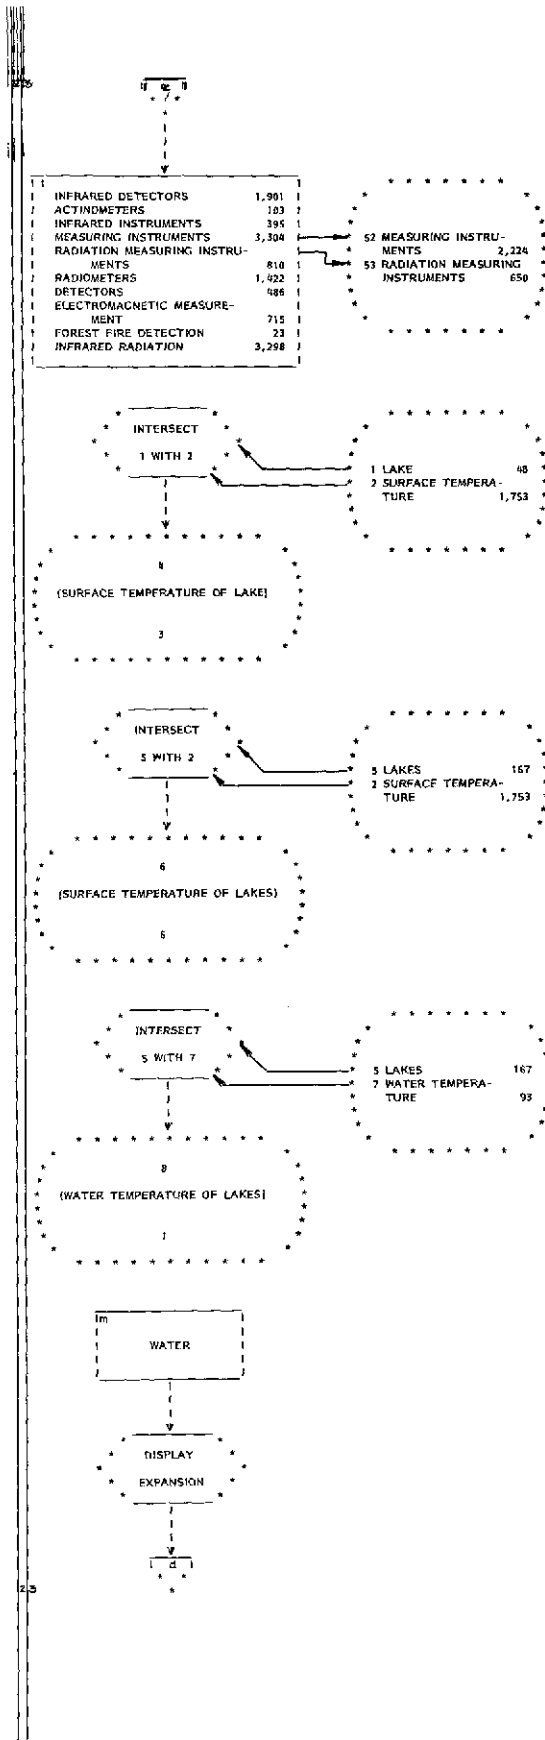 INFRARED DETECTORS 1,901
ACTINOMETERS 103
INFRARED INSTRUMENTS 395
MEASURING INSTRUMENTS 3,304
RADIATION MEASURING INSTRU-
MENTS 810
RADIOMETERS 1,422
DETECTORS 486
ELECTROMAGNETIC MEASURE-
MENT 715
FOREST FIRE DETECTION 23
INFRARED RADIATION 3,298
52 MEASURING INSTRU-
MENTS 2,224
53 RADIATION MEASURING
INSTRUMENTS 650
INTERSECT
1 WITH 2
1 LAKE 48
2 SURFACE TEMPERA-
TURE 1,753
4
(SURFACE TEMPERATURE OF LAKE)
3
INTERSECT
5 WITH 2
5 LAKES 167
2 SURFACE TEMPERA-
TURE 1,753
6
(SURFACE TEMPERATURE OF LAKES)
6
INTERSECT
5 WITH 7
5 LAKES 167
7 WATER TEMPERA-
TURE 93
8
(WATER TEMPERATURE OF LAKES)
1
m
WATER
DISPLAY
EXPANSION
d